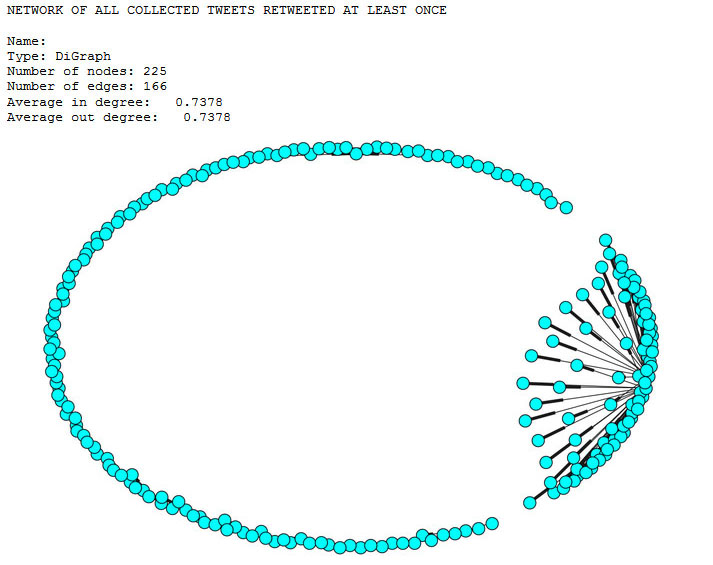 NETWORK OF ALL COLLECTED TWEETS RETWEETED AT LEAST ONCE
Name:
Type: DiGraph
Number of nodes: 225
Number of edges: 166
Average in degree:   0.7378
Average out degree:   0.7378